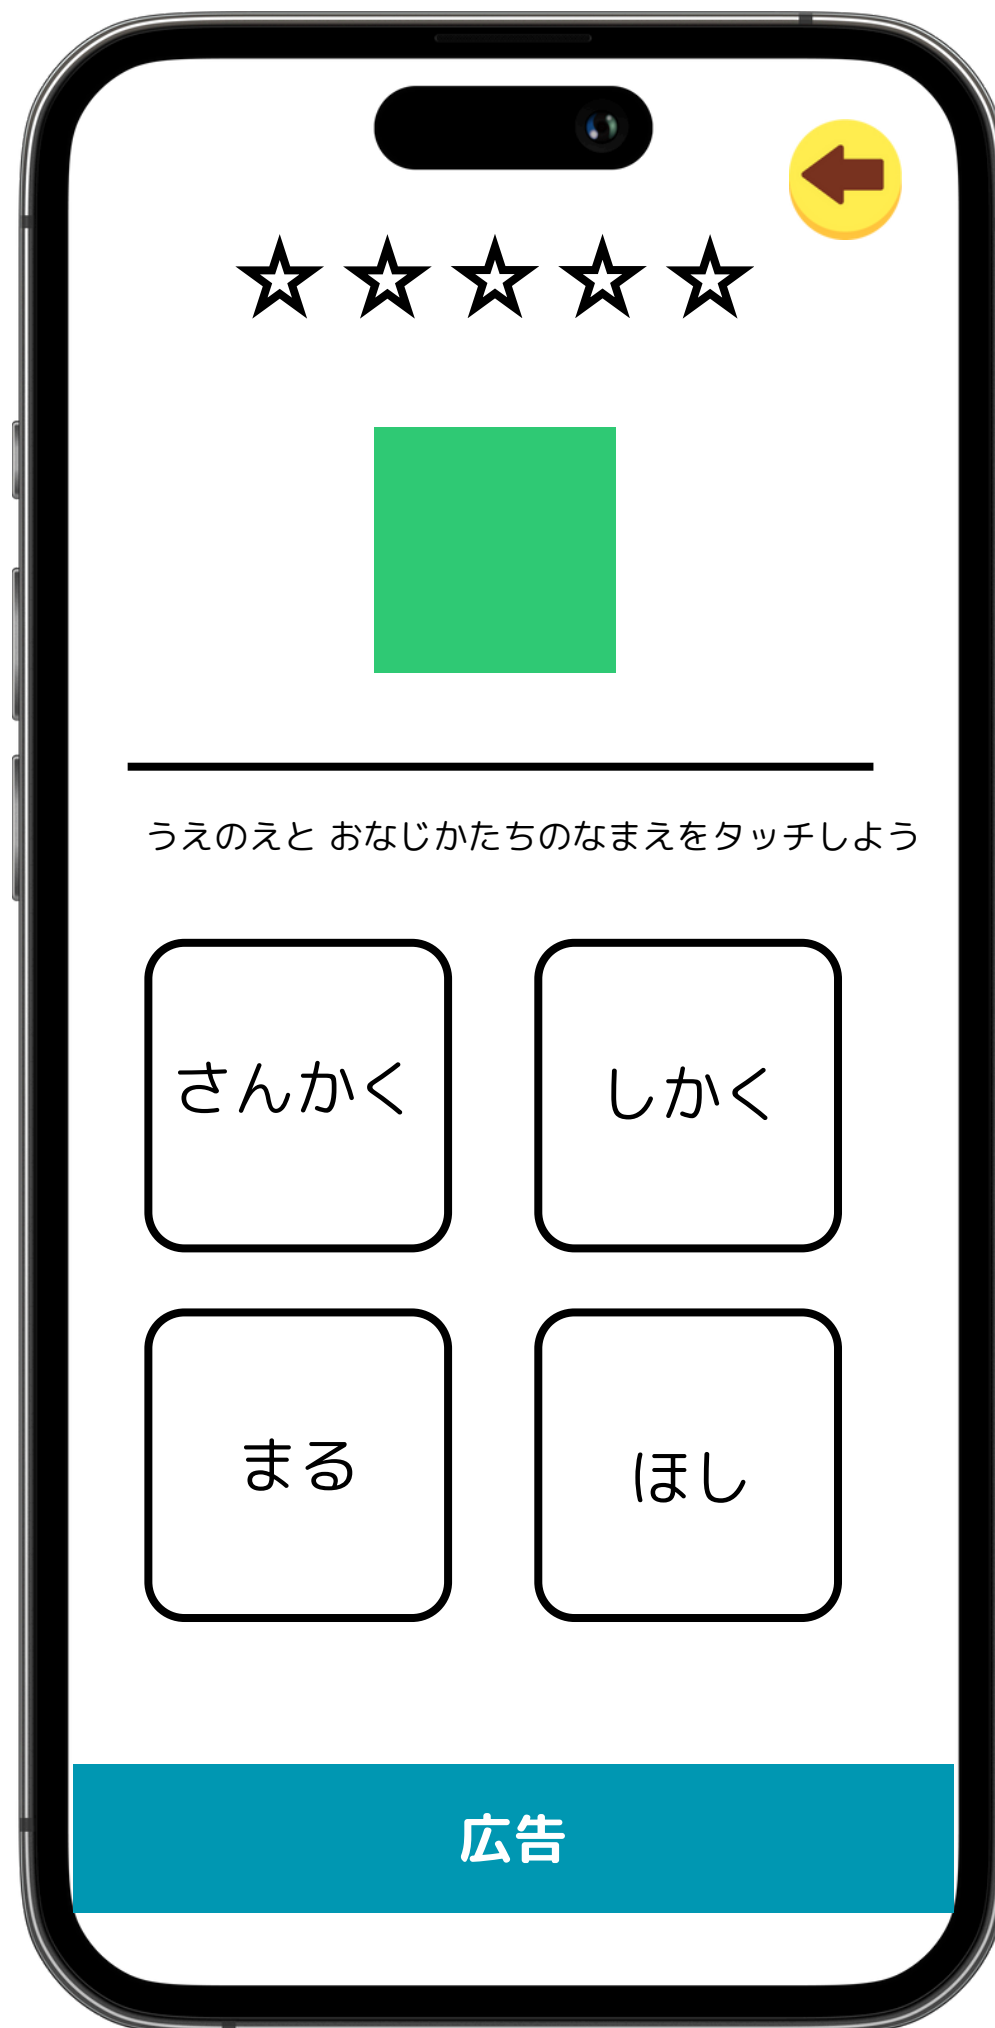 うえのえと おなじかたちのなまえをタッチしよう
さんかく
しかく
まる
ほし
広告